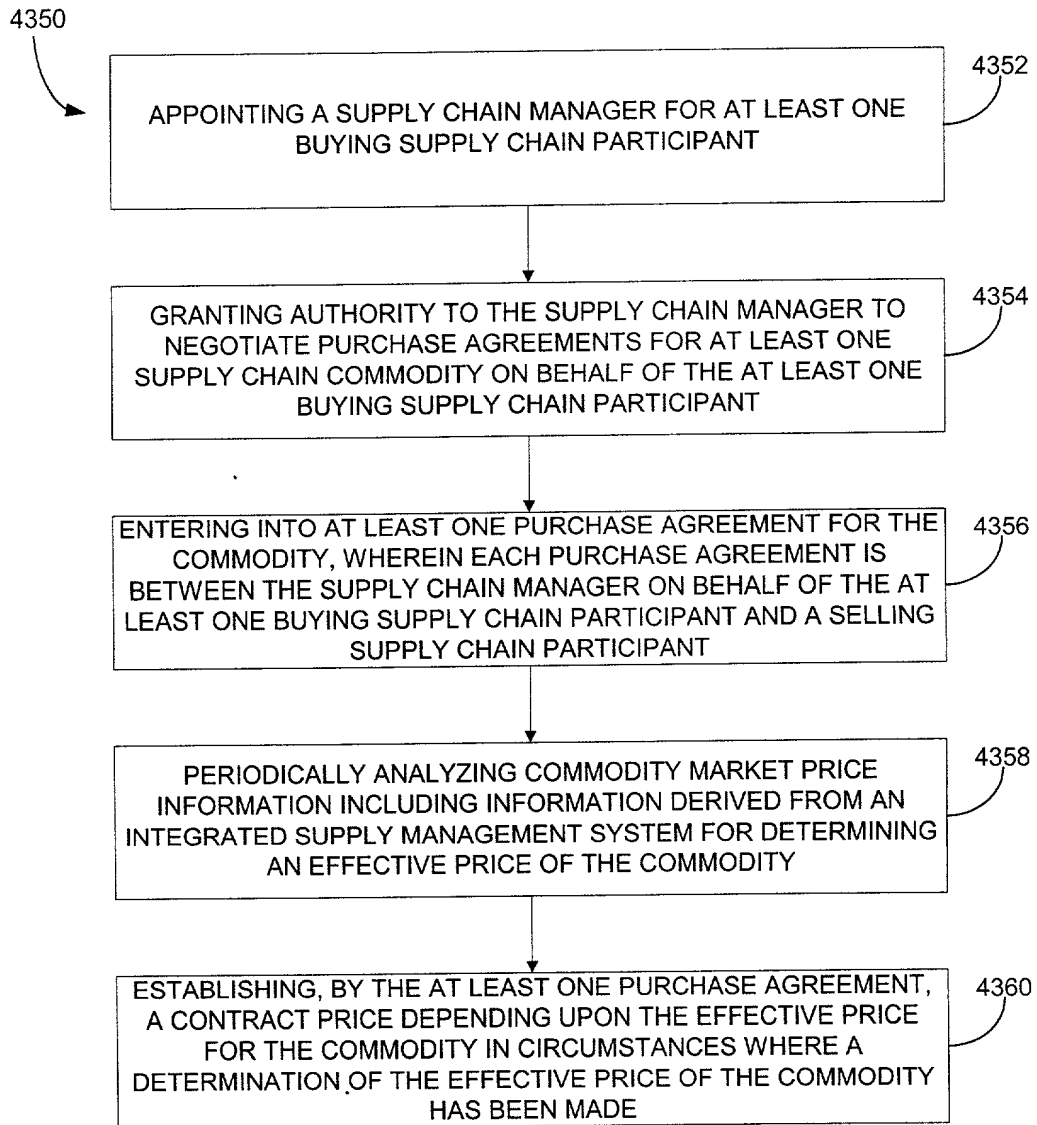 4350
APPOINTING A SUPPLY CHAIN MANAGER FOR AT LEAST ONE
BUYING SUPPLY CHAIN PARTICIPANT
4352
GRANTING AUTHORITY TO THE SUPPLY CHAIN MANAGER TO
NEGOTIATE PURCHASE AGREEMENTS FOR AT LEAST ONE
SUPPLY CHAIN COMMODITY ON BEHALF OF THE AT LEAST ONE
BUYING SUPPLY CHAIN PARTICIPANT
4354
ENTERING INTO AT LEAST ONE PURCHASE AGREEMENT FOR THE
COMMODITY, WHEREIN EACH PURCHASE AGREEMENT IS
BETWEEN THE SUPPLY CHAIN MANAGER ON BEHALF OF THE AT
LEAST ONE BUYING SUPPLY CHAIN PARTICIPANT AND A SELLING
SUPPLY CHAIN PARTICIPANT
4356
PERIODICALLY ANALYZING COMMODITY MARKET PRICE
INFORMATION INCLUDING INFORMATION DERIVED FROM AN
INTEGRATED SUPPLY MANAGEMENT SYSTEM FOR DETERMINING
AN EFFECTIVE PRICE OF THE COMMODITY
4358
ESTABLISHING, BY THE AT LEAST ONE PURCHASE AGREEMENT,
A CONTRACT PRICE DEPENDING UPON THE EFFECTIVE PRICE
FOR THE COMMODITY IN CIRCUMSTANCES WHERE A
DETERMINATION OF THE EFFECTIVE PRICE OF THE COMMODITY
HAS BEEN MADE
4360